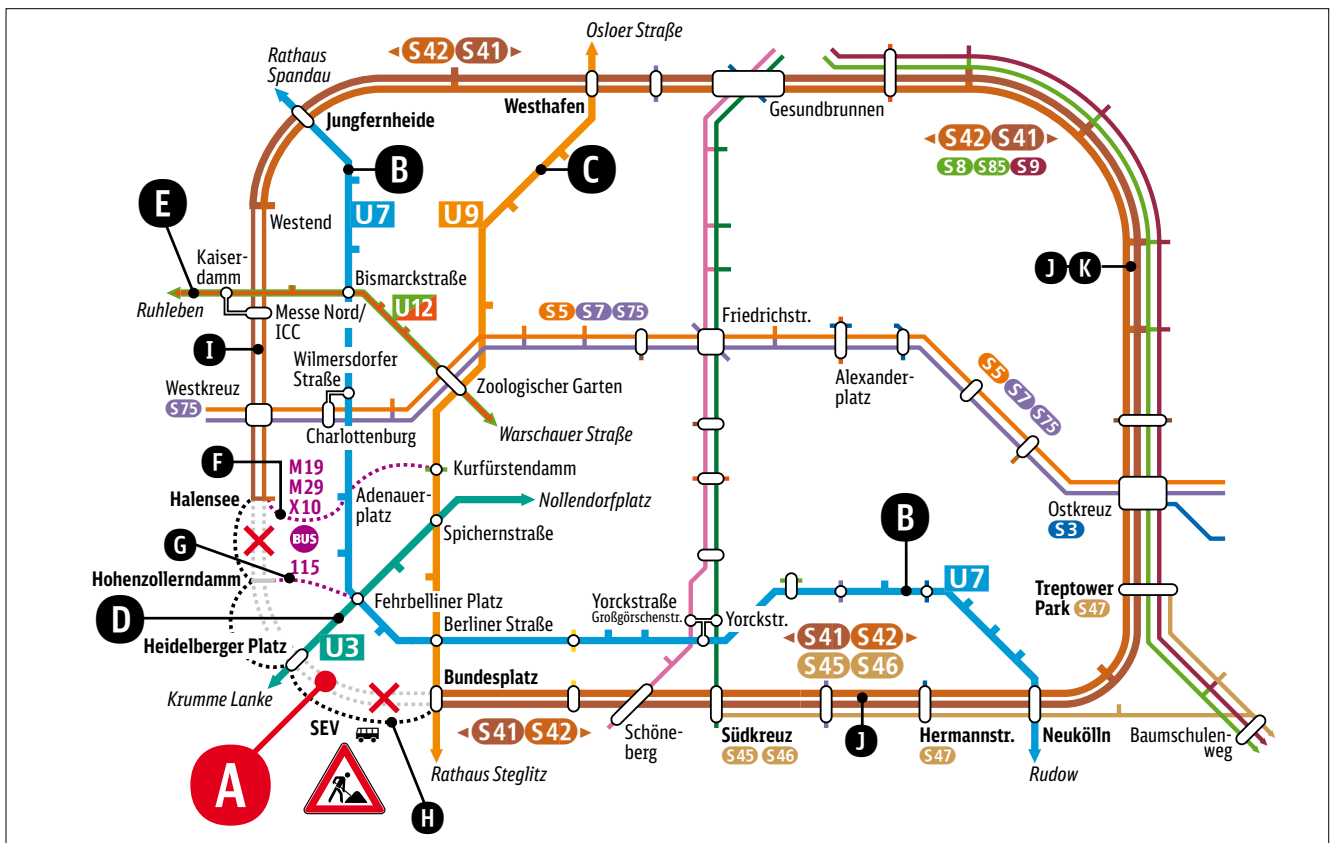 Osloer Straße
S42 S41
Rathaus
Spandau
Westhafen
Gesundbrunnen
Jungfernheide
S42 S41
S8 S85 S9
B
C
E
U7
U9
Westend
Kaiser-
damm
Bismarckstraße
J K
Ruhleben
Messe Nord/
ICC
U12
S5 S7 S75
Friedrichstr.
I
Wilmersdorfer
Straße
Westkreuz
S75
Zoologischer Garten
Alexander-
platz
S5 S7 S75
Charlottenburg
Warschauer Straße
F
M19
M29
X10
Kurfürstendamm
Halensee
Adenauer-
platz
Nollendorfplatz
Ostkreuz
S3
BUS
Spichernstraße
B
G
115
Hohenzollerndamm
U7
Treptower
Park S47
D
Fehrbelliner Platz
Yorckstraße
Großgörschenstr.
Yorckstr.
Berliner Straße
Heidelberger Platz
U3
S41 S42
S45 S46
Krumme Lanke
Bundesplatz
A
SEV
S41 S42
Schöne-
berg
Südkreuz
S45 S46
J
Hermannstr.
S47
Neukölln
Baumschulen-
weg
Rathaus Steglitz
Rudow
H